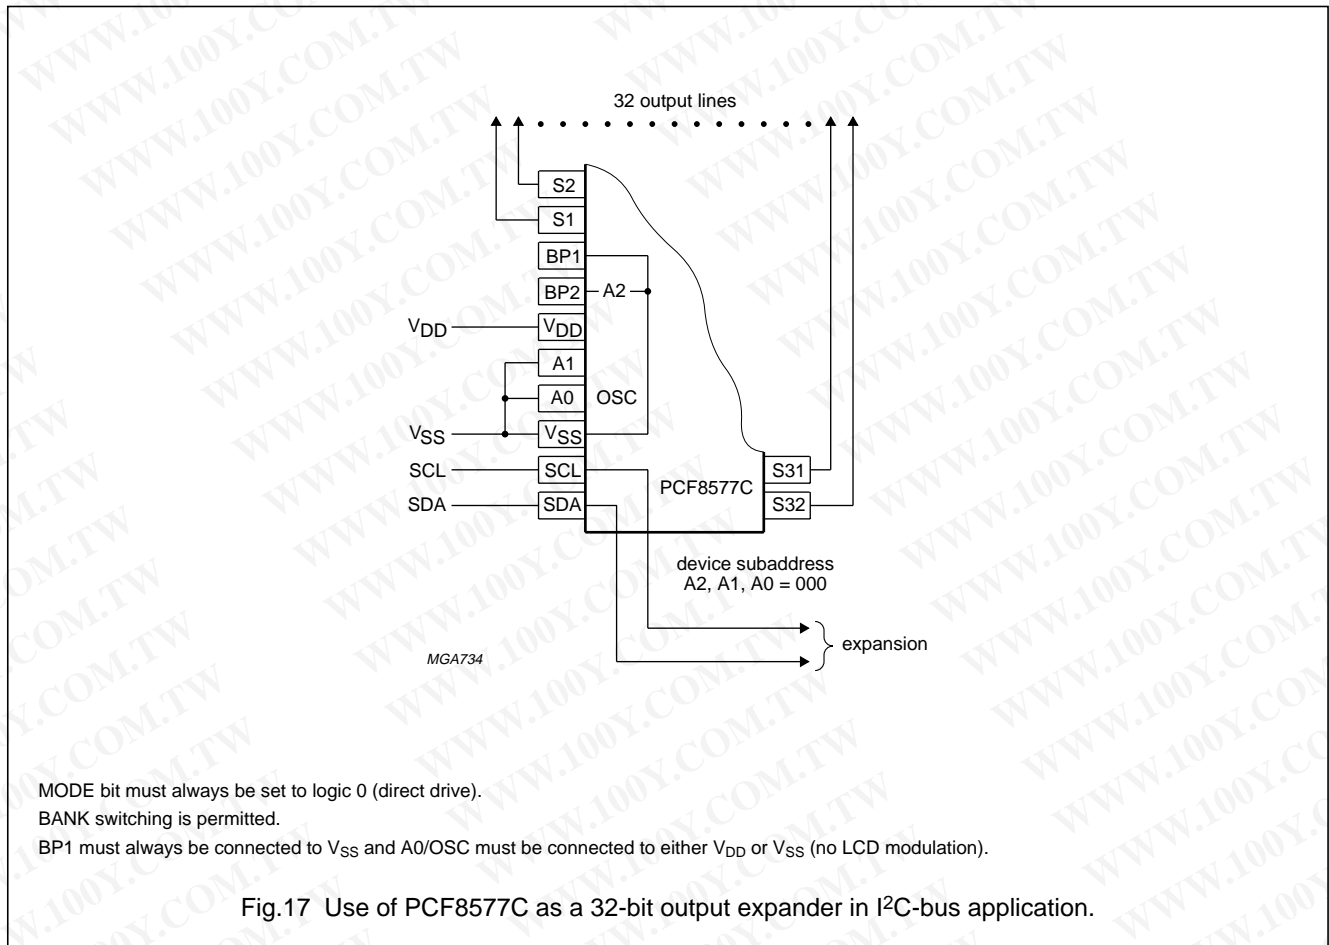 32 output lines
S2
S1
BP1
BP2 A2
VDD VDD
A1
A0 OSC
VSS VSS
SCL SCL
SDA SDA
PCF8577C
S31
S32
device subaddress
A2, A1, A0 = 000
expansion
MGA734
MODE bit must always be set to logic 0 (direct drive).
BANK switching is permitted.
BP1 must always be connected to VSS and A0/OSC must be connected to either VDD or VSS (no LCD modulation).
Fig.17 Use of PCF8577C as a 32-bit output expander in I²C-bus application.
WWW.100Y.COM.TW